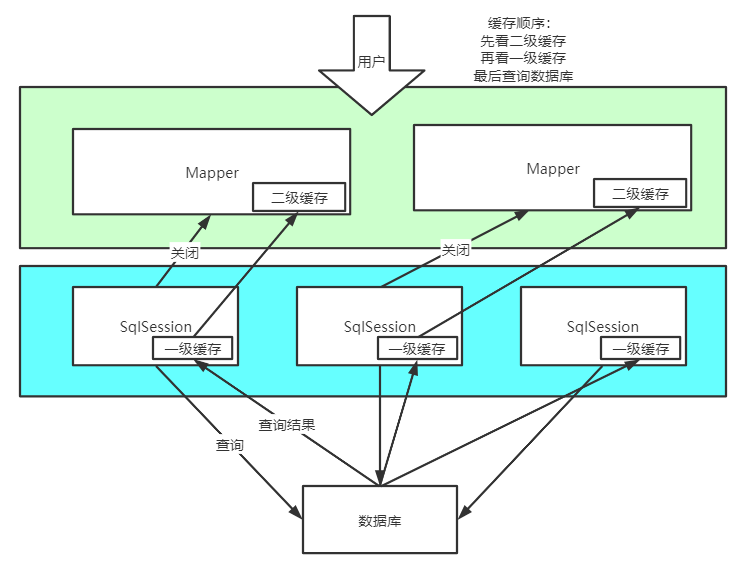 缓存顺序：
先看二级缓存
再看一级缓存
最后查询数据库
用户
Mapper
二级缓存
Mapper
二级缓存
关闭
关闭
SqlSession
一级缓存
SqlSession
一级缓存
SqlSession
一级缓存
查询结果
查询
数据库